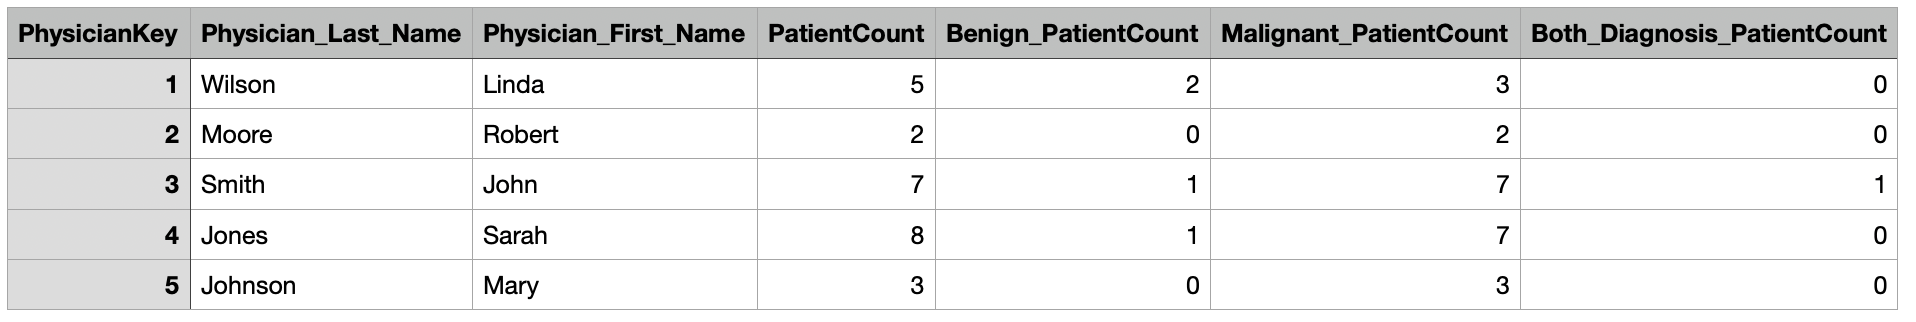 PhysicianKey Physician_Last_Name Physician_First_Name PatientCount Benign_PatientCount Malignant_PatientCount Both_Diagnosis_PatientCount
1 Wilson Linda 5 2 3 0
2 Moore Robert 2 0 2 0
3 Smith John 7 1 7 1
4 Jones Sarah 8 1 7 0
5 Johnson Mary 3 0 3 0